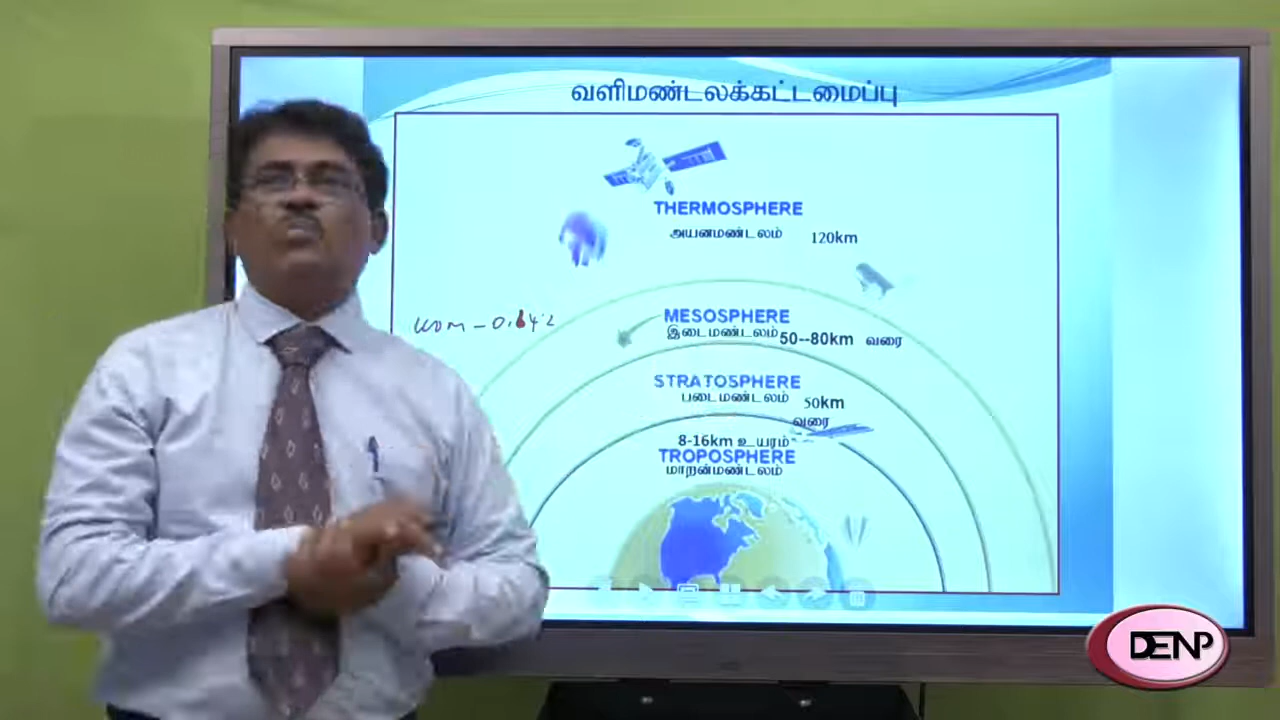 வளிமண்டலக்கட்டமைப்பு
THERMOSPHERE
அயனமண்டலம் 120km
MESOSPHERE
இடைமண்டலம் 50--80km வரை
STRATOSPHERE
படைமண்டலம் 50km
வரை
8-16km உயரம்
TROPOSPHERE
மாறன்மண்டலம்
DENP